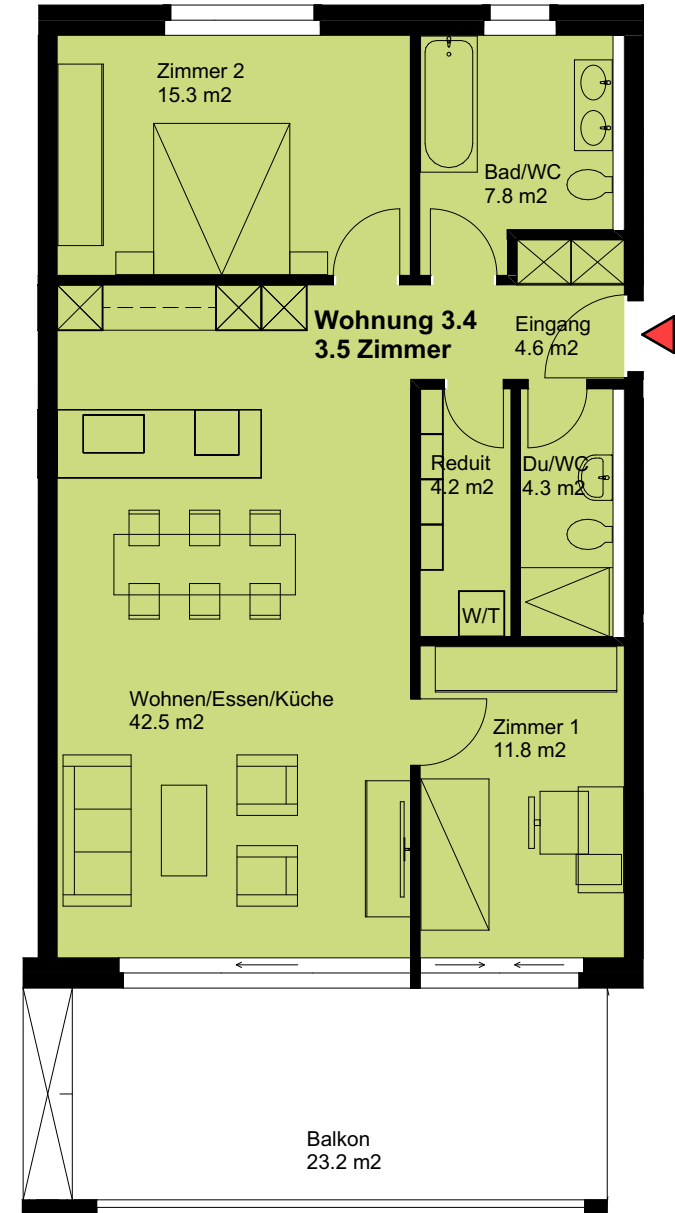 Zimmer 2
15.3 m2
Bad/WC
7.8 m2
Wohnung 3.4
3.5 Zimmer
Eingang
4.6 m2
Reduit
4.2 m2
Du/WC
4.3 m2
W/T
Wohnen/Essen/Küche
42.5 m2
Zimmer 1
11.8 m2
Balkon
23.2 m2